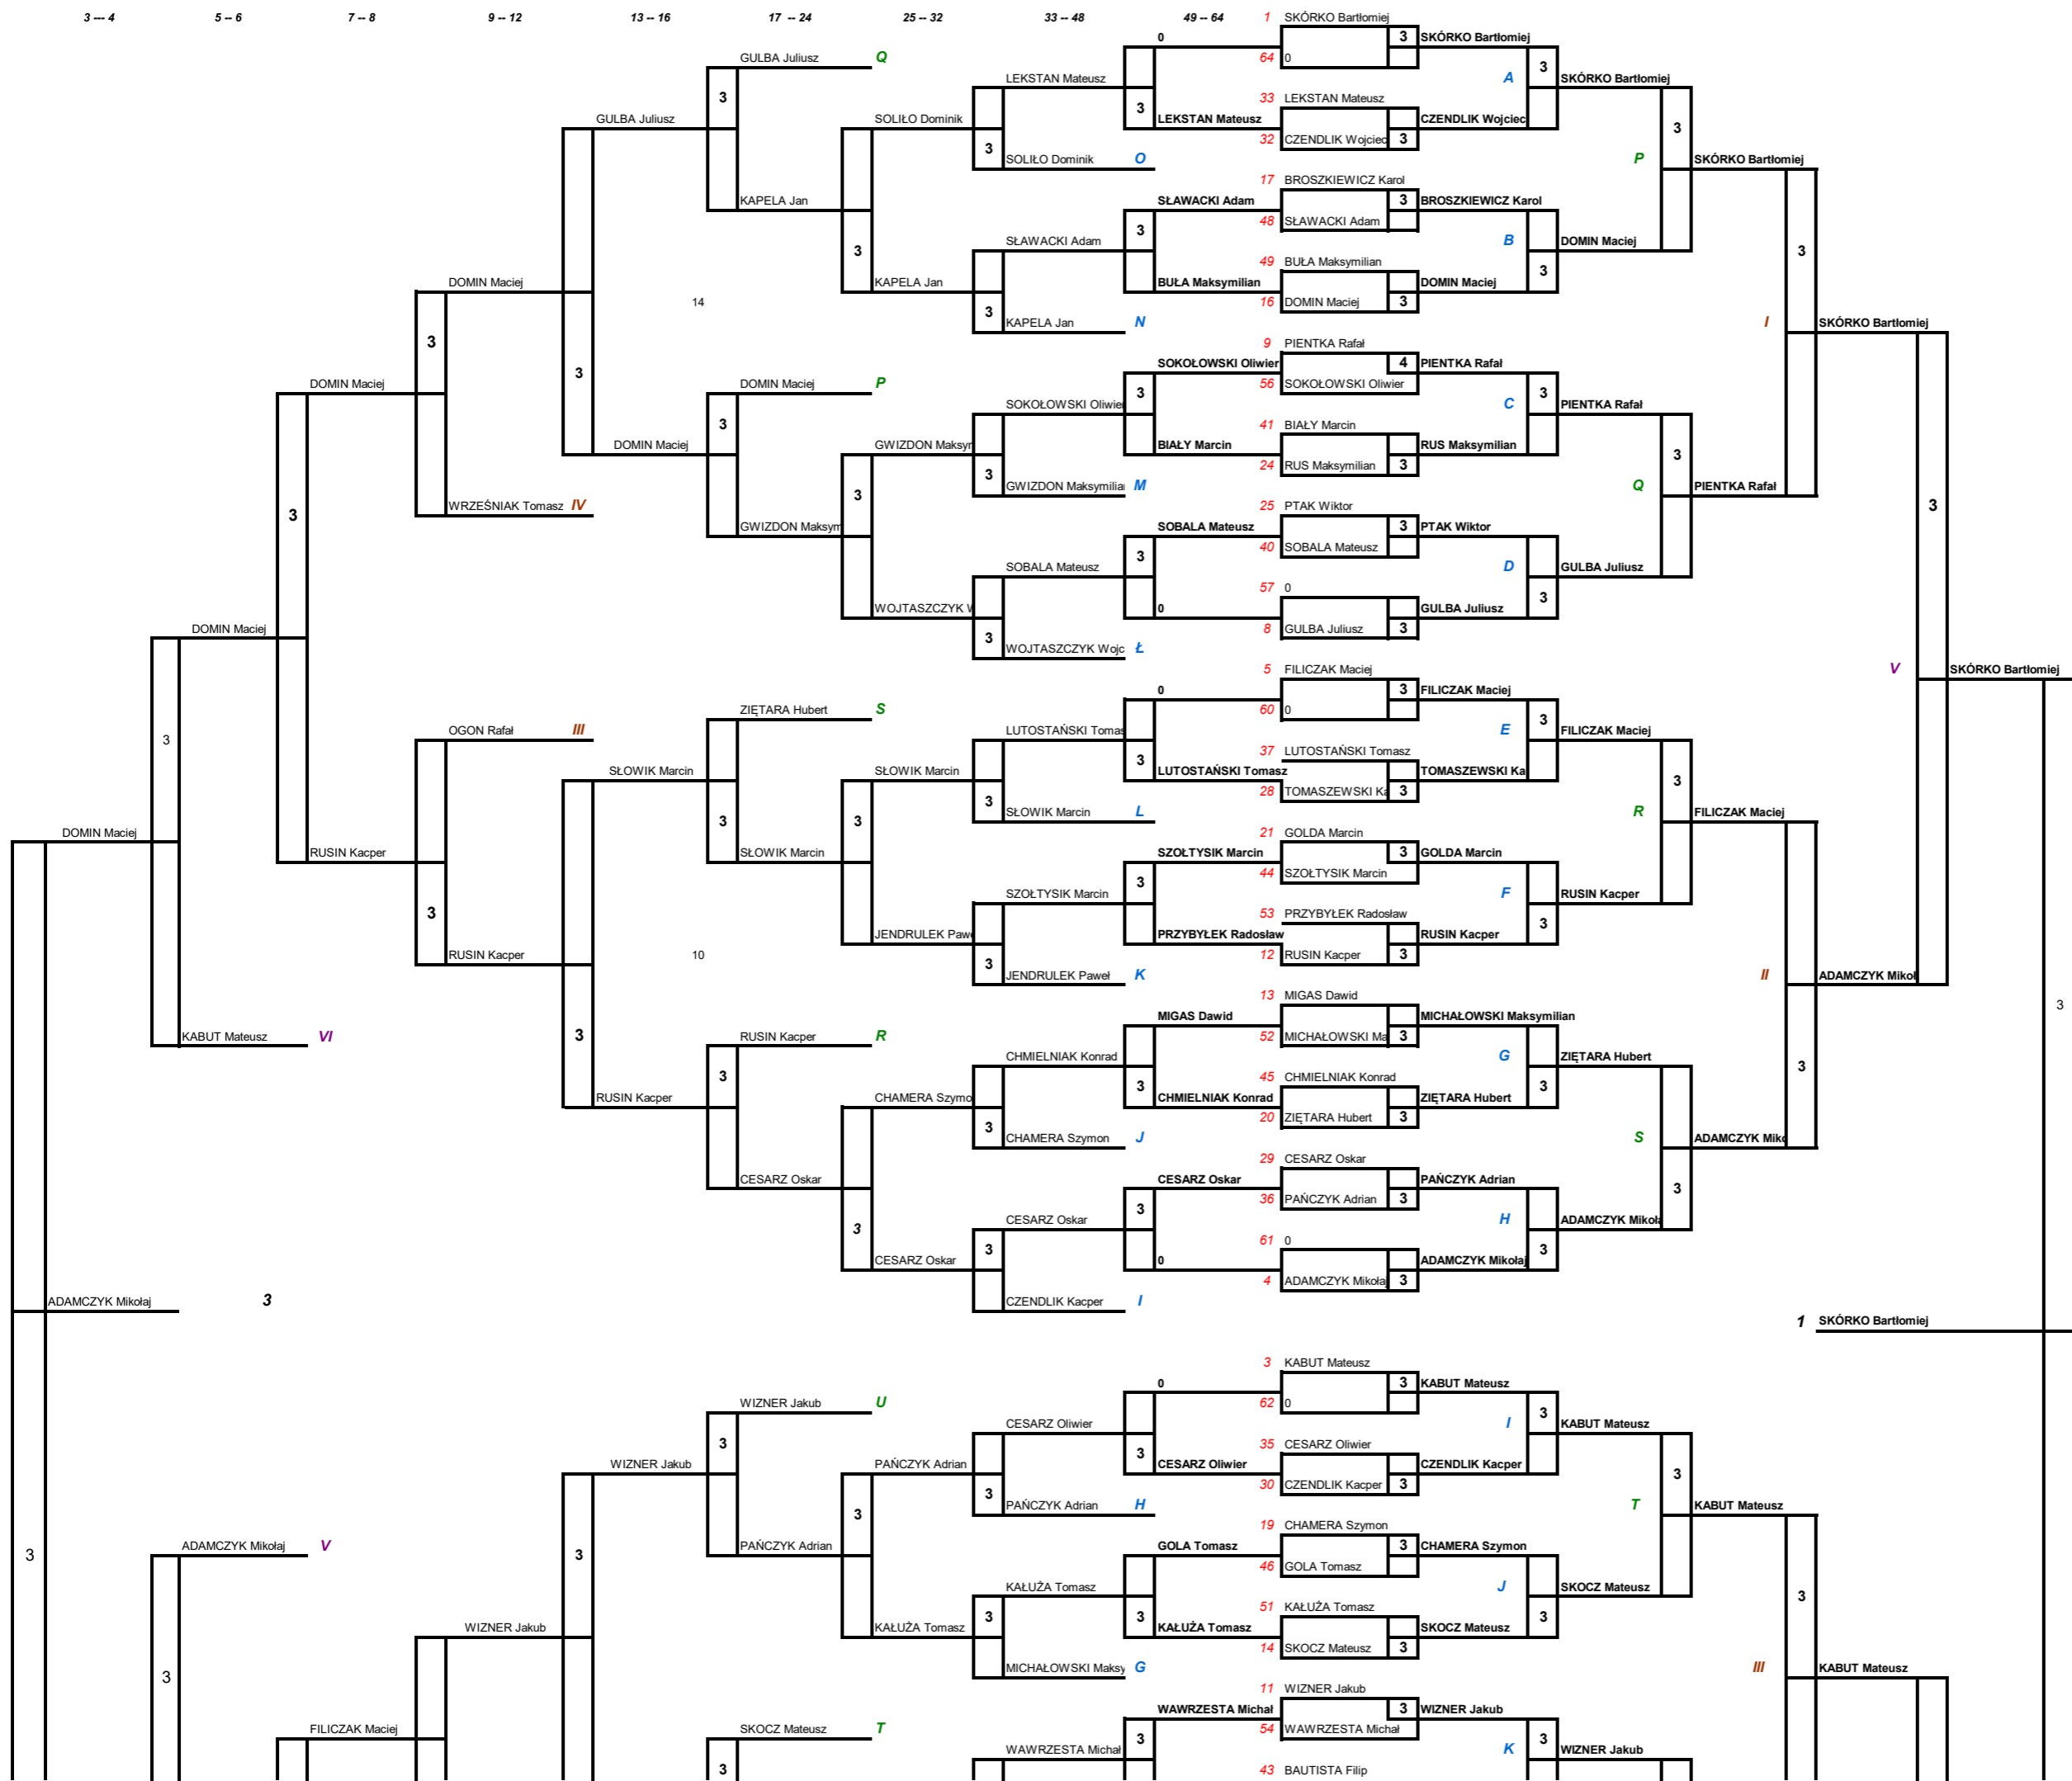 3 --- 4 5 -- 6 7 -- 8 9 -- 12 13 -- 16 17 -- 24 25 -- 32 33 -- 48 49 -- 64 1 SKÓRKO Bartłomiej
0 3 SKÓRKO Bartłomiej
GULBA Juliusz Q 64 0
LEKSTAN Mateusz A 3 SKÓRKO Bartłomiej
3 33 LEKSTAN Mateusz
3
GULBA Juliusz SOLIŁO Dominik LEKSTAN Mateusz CZENDLIK Wojciec 3
32 CZENDLIK Wojciec 3
3 SOLIŁO Dominik O P SKÓRKO Bartłomiej
17 BROSZKIEWICZ Karol
KAPELA Jan SŁAWACKI Adam 3 BROSZKIEWICZ Karol
3 48 SŁAWACKI Adam
3 SŁAWACKI Adam B DOMIN Maciej 3
49 BUŁA Maksymilian
DOMIN Maciej KAPELA Jan BUŁA Maksymilian DOMIN Maciej 3
14 16 DOMIN Maciej 3
3 KAPELA Jan N I SKÓRKO Bartłomiej
3 9 PIENTKA Rafał
3 SOKOŁOWSKI Oliwier 4 PIENTKA Rafał
DOMIN Maciej DOMIN Maciej P 3 56 SOKOŁOWSKI Oliwier 3
SOKOŁOWSKI Oliwier C PIENTKA Rafał
3 41 BIAŁY Marcin
DOMIN Maciej GWIZDON Maksym BIAŁY Marcin RUS Maksymilian 3
3 24 RUS Maksymilian 3
3 GWIZDON Maksymilia M Q PIENTKA Rafał
WRZEŚNIAK Tomasz IV 25 PTAK Wiktor 3
3 GWIZDON Maksym SOBALA Mateusz 3 PTAK Wiktor
3 40 SOBALA Mateusz
SOBALA Mateusz D GULBA Juliusz
57 0
WOJTASZCZYK W 0 GULBA Juliusz 3
DOMIN Maciej 3 8 GULBA Juliusz 3
WOJTASZCZYK Wojc Ł
5 FILICZAK Maciej V SKÓRKO Bartłomiej
0 3 FILICZAK Maciej
ZIĘTARA Hubert S 60 0 3
3 OGON Rafał III LUTOSTAŃSKI Tomas E FILICZAK Maciej
37 LUTOSTAŃSKI Tomasz
SŁOWIK Marcin SŁOWIK Marcin 3 LUTOSTAŃSKI Tomasz TOMASZEWSKI Ka 3
3 28 TOMASZEWSKI Ka 3
3 3 SŁOWIK Marcin L R FILICZAK Maciej
DOMIN Maciej 21 GOLDA Marcin
RUSIN Kacper SŁOWIK Marcin SZOŁTYSIK Marcin 3 GOLDA Marcin
3 44 SZOŁTYSIK Marcin
SZOŁTYSIK Marcin F RUSIN Kacper
3 53 PRZYBYŁEK Radosław 3
JENDRULEK Pawe PRZYBYŁEK Radosław RUSIN Kacper
RUSIN Kacper 10 3 12 RUSIN Kacper 3
JENDRULEK Paweł K II ADAMCZYK Mikoł
13 MIGAS Dawid 3
MIGAS Dawid MICHAŁOWSKI Maksymilian
KABUT Mateusz VI 3 RUSIN Kacper R 52 MICHAŁOWSKI Ma 3
CHMIELNIAK Konrad G ZIĘTARA Hubert
3 45 CHMIELNIAK Konrad 3
RUSIN Kacper CHAMERA Szymo 3 CHMIELNIAK Konrad ZIĘTARA Hubert 3
3 20 ZIĘTARA Hubert 3
CHAMERA Szymon J S ADAMCZYK Miko
29 CESARZ Oskar
CESARZ Oskar CESARZ Oskar PAŃCZYK Adrian 3
3 36 PAŃCZYK Adrian 3
3 CESARZ Oskar H ADAMCZYK Mikoła
3 61 0 3
CESARZ Oskar 0 ADAMCZYK Mikołaj
4 ADAMCZYK Mikołaj 3
ADAMCZYK Mikołaj 3 CZENDLIK Kacper I
1 SKÓRKO Bartłomiej
3 KABUT Mateusz
0 3 KABUT Mateusz
WIZNER Jakub U 62 0 3
CESARZ Oliwier I KABUT Mateusz
3 35 CESARZ Oliwier
WIZNER Jakub PAŃCZYK Adrian 3 CESARZ Oliwier CZENDLIK Kacper 3
3 30 CZENDLIK Kacper 3
3 PAŃCZYK Adrian H T KABUT Mateusz
19 CHAMERA Szymon
3 ADAMCZYK Mikołaj V 3 PAŃCZYK Adrian GOLA Tomasz 3 CHAMERA Szymon
46 GOLA Tomasz
KAŁUŻA Tomasz J SKOCZ Mateusz 3
51 KAŁUŻA Tomasz
WIZNER Jakub KAŁUŻA Tomasz 3 3 KAŁUŻA Tomasz SKOCZ Mateusz 3
14 SKOCZ Mateusz 3
3 MICHAŁOWSKI Maksy G III KABUT Mateusz
11 WIZNER Jakub
WAWRZESTA Michał 3 WIZNER Jakub
FILICZAK Maciej SKOCZ Mateusz T 3 54 WAWRZESTA Michał 3
WAWRZESTA Michał K WIZNER Jakub
3 43 BAUTISTA Filip